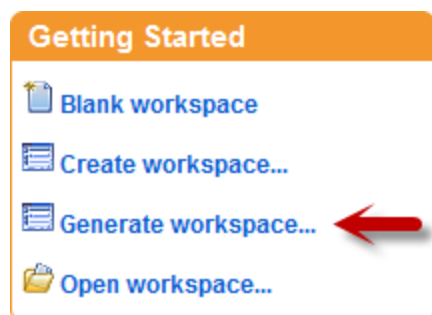 Getting Started
Blank workspace
Create workspace...
Generate workspace...
Open workspace...